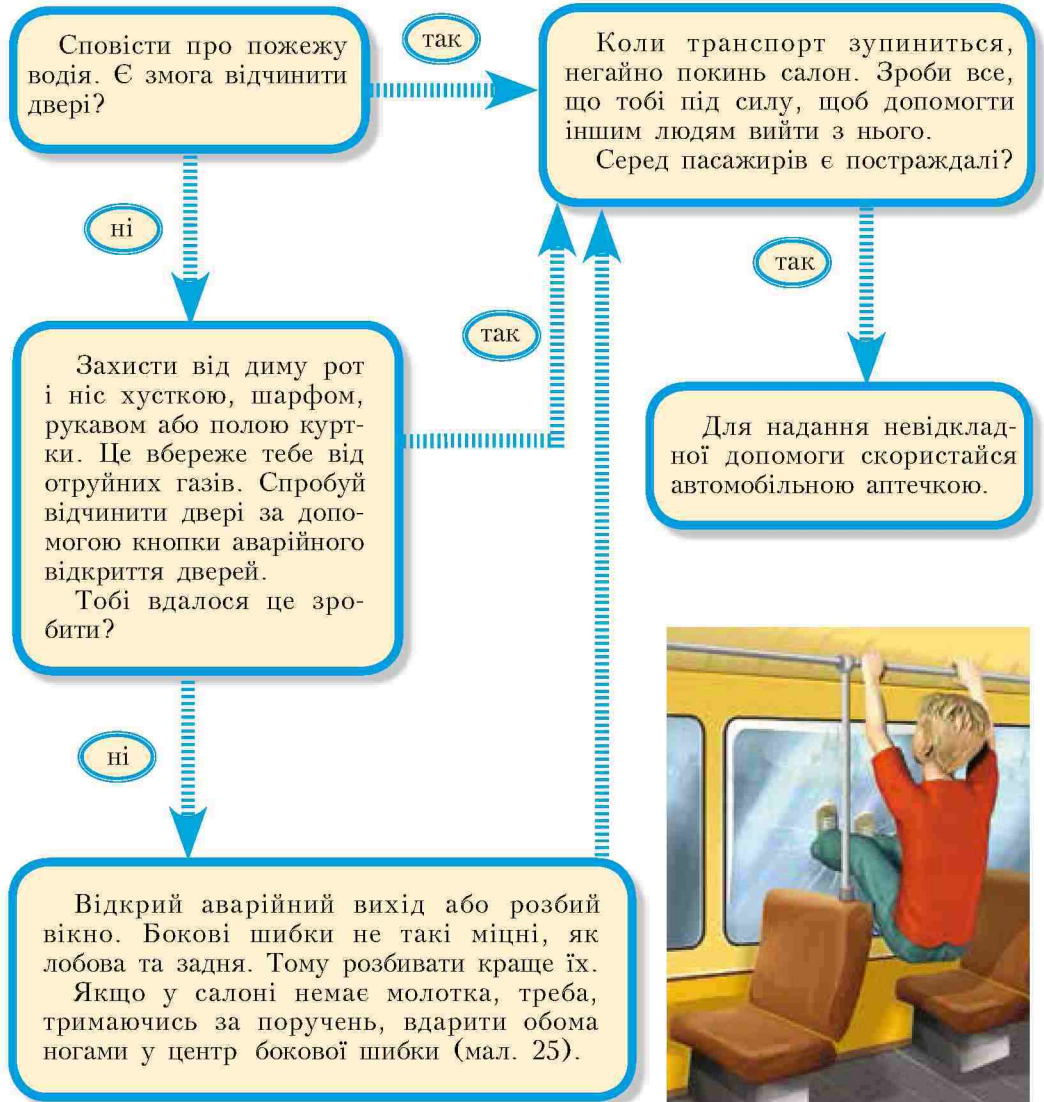 Сповісти про пожежу
водія. Є змога відчинити
двері?
так
Коли транспорт зупиниться,
негайно покинь салон. Зроби все,
що тобі під силу, щоб допомогти
іншим людям вийти з нього.
Серед пасажирів є постраждалі?
ні
так
так
Захисти від диму рот
і ніс хусткою, шарфом,
рукавом або полою курт-
ки. Це вбереже тебе від
отруйних газів. Спробуй
відчинити двері за допо-
могою кнопки аварійного
відкриття дверей.
Тобі вдалося це зро-
бити?
Для надання невідклад-
ної допомоги скористайся
автомобільною аптечкою.
ні
Відкрий аварійний вихід або розбий
вікно. Бокові шибки не такі міцні, як
лобова та задня. Тому розбивати краще їх.
Якщо у салоні немає молотка, треба,
тримаючись за поручень, вдарити обома
ногами у центр бокової шибки (мал. 25).